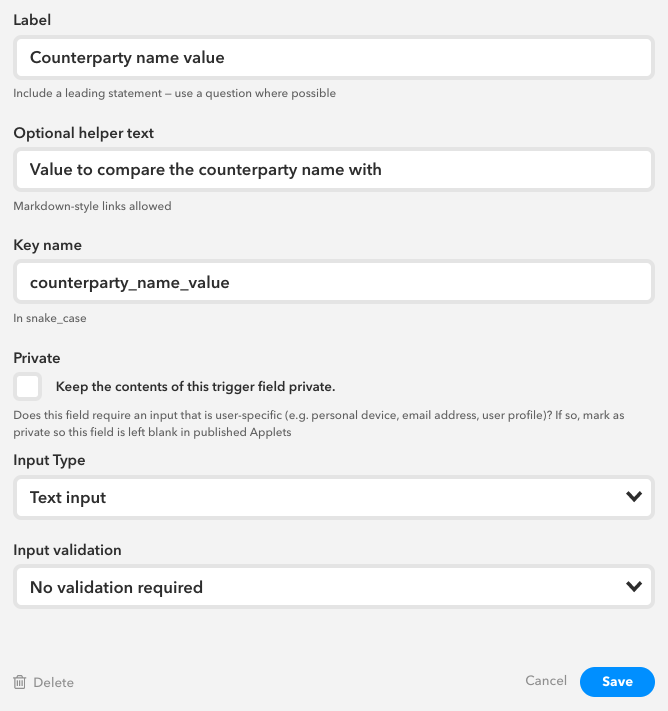 Label
Counterparty name value
Include a leading statement – use a question where possible
Optional helper text
Value to compare the counterparty name with
Markdown-style links allowed
Key name
counterparty_name_value
In snake_case
Private
Keep the contents of this trigger field private.
Does this field require an input that is user-specific (e.g. personal device, email address, user profile)? If so, mark as
private so this field is left blank in published Applets
Input Type
Text input
Input validation
No validation required
Delete
Cancel
Save